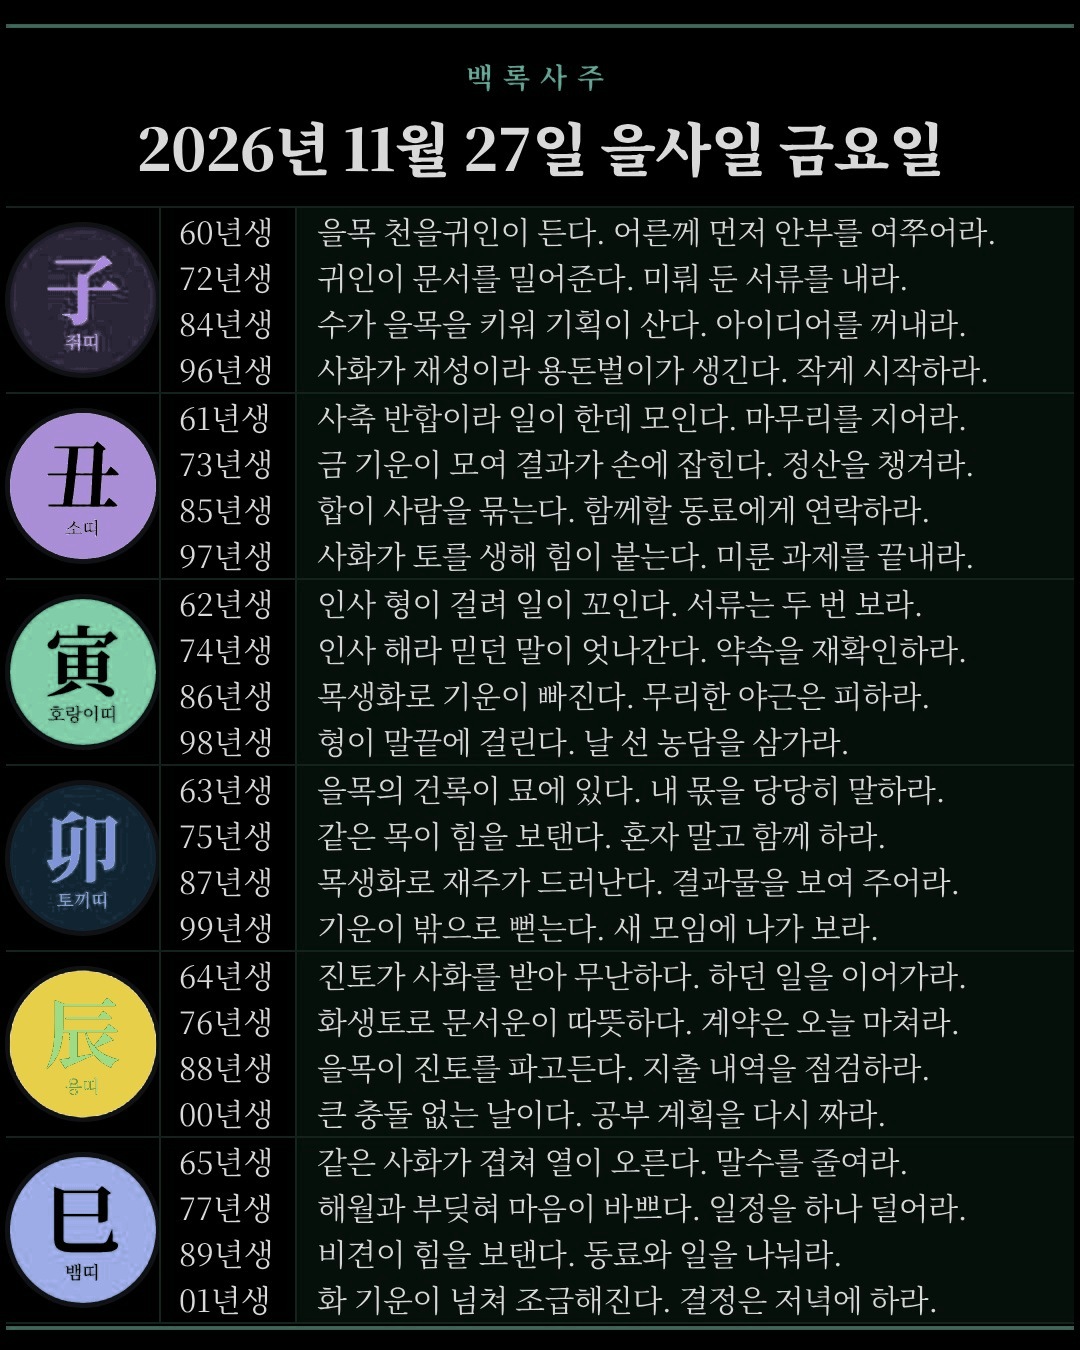 백록사주
2026년 11월 27일 을사일 금요일
子
쥐띠
60년생 을목 천을귀인이 든다. 어른께 먼저 안부를 여쭈어라.
72년생 귀인이 문서를 밀어준다. 미뤄 둔 서류를 내라.
84년생 수가 을목을 키워 기획이 산다. 아이디어를 꺼내라.
96년생 사화가 재성이라 용돈벌이가 생긴다. 작게 시작하라.
丑
소띠
61년생 사축 반합이라 일이 한데 모인다. 마무리를 지어라.
73년생 금 기운이 모여 결과가 손에 잡힌다. 정산을 챙겨라.
85년생 합이 사람을 묶는다. 함께할 동료에게 연락하라.
97년생 사화가 토를 생해 힘이 붙는다. 미룬 과제를 끝내라.
寅
호랑이띠
62년생 인사 형이 걸려 일이 꼬인다. 서류는 두 번 보라.
74년생 인사 해라 믿던 말이 엇나간다. 약속을 재확인하라.
86년생 목생화로 기운이 빠진다. 무리한 야근은 피하라.
98년생 형이 말끝에 걸린다. 날 선 농담을 삼가라.
卯
토끼띠
63년생 을목의 건록이 묘에 있다. 내 몫을 당당히 말하라.
75년생 같은 목이 힘을 보탠다. 혼자 말고 함께 하라.
87년생 목생화로 재주가 드러난다. 결과물을 보여 주어라.
99년생 기운이 밖으로 뻗는다. 새 모임에 나가 보라.
辰
용띠
64년생 진토가 사화를 받아 무난하다. 하던 일을 이어가라.
76년생 화생토로 문서운이 따뜻하다. 계약은 오늘 마쳐라.
88년생 을목이 진토를 파고든다. 지출 내역을 점검하라.
00년생 큰 충돌 없는 날이다. 공부 계획을 다시 짜라.
巳
뱀띠
65년생 같은 사화가 겹쳐 열이 오른다. 말수를 줄여라.
77년생 해월과 부딪혀 마음이 바쁘다. 일정을 하나 덜어라.
89년생 비견이 힘을 보탠다. 동료와 일을 나눠라.
01년생 화 기운이 넘쳐 조급해진다. 결정은 저녁에 하라.